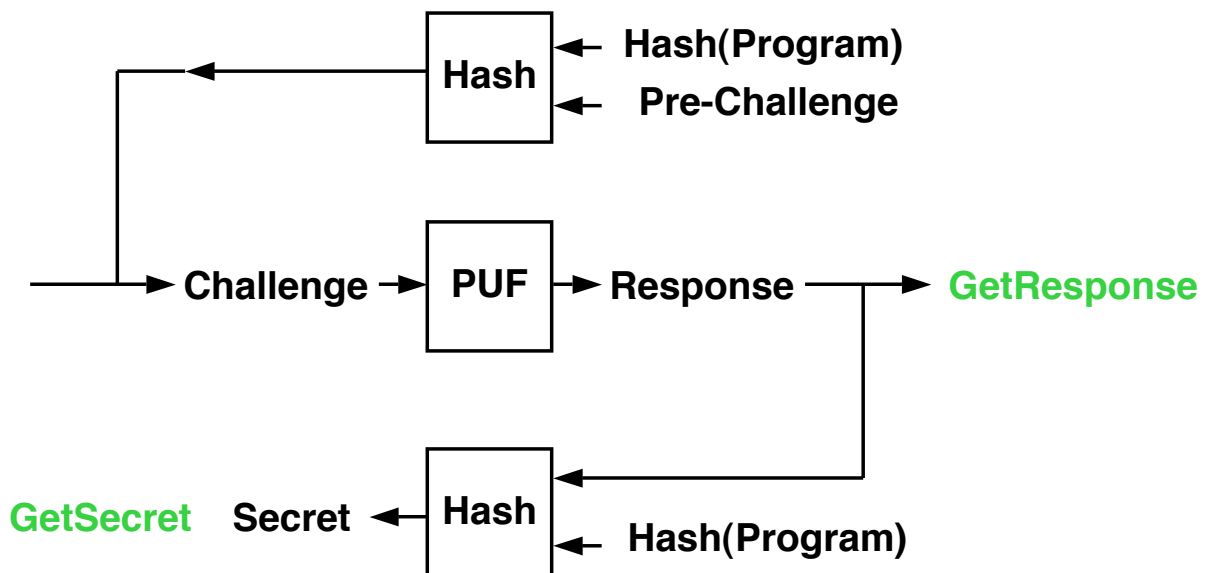 Hash(Program)
Hash
Pre-Challenge
Challenge
PUF
Response
GetResponse
GetSecret
Secret
Hash
Hash(Program)